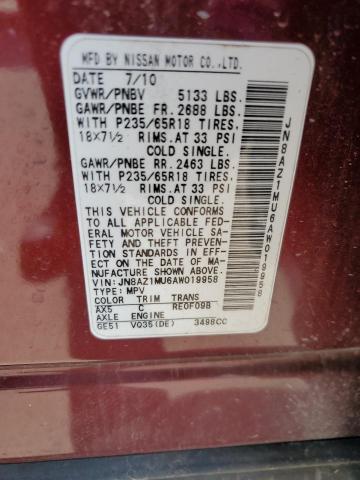 MFD BY NISSAN MOTOR CO.,LTD.
DATE 7/10
GVWR/PNBV 5133 LBS.
GAWR/PNBE FR. 2688 LBS.
WITH P235/65R18 TIRES.
18X7½ RIMS.AT 33 PSI
COLD SINGLE.
GAWR/PNBE RR. 2463 LBS.
WITH P235/65R18 TIRES.
18X7½ RIMS.AT 33 PSI
COLD SINGLE.
THIS VEHICLE CONFORMS
TO ALL APPLICABLE FED-
ERAL MOTOR VEHICLE SA-
FETY AND THEFT PREVEN-
TION STANDARDS IN EFFECT
ON THE DATE OF MA-
NUFACTURE SHOWN ABOVE.
VIN:JN8AZ1MU6AW019958
TYPE:MPV
COLOR TRIM TRANS
AX5 C RE0F09B
AXLE ENGINE
GE51 VQ35(DE) 3498CC
JN8AZ1MU6AW019958